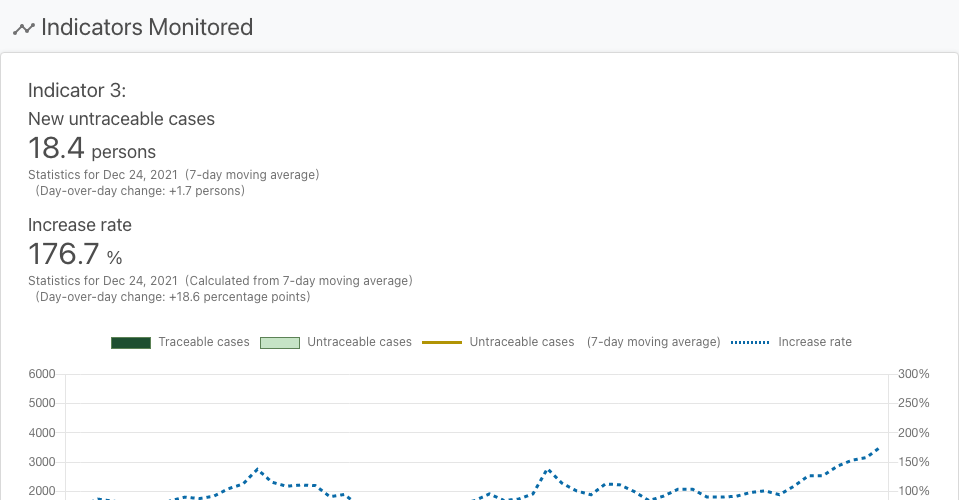 Indicators Monitored
Indicator 3:
New untraceable cases
18.4 persons
Statistics for Dec 24, 2021 (7-day moving average)
(Day-over-day change: +1.7 persons)
Increase rate
176.7 %
Statistics for Dec 24, 2021 (Calculated from 7-day moving average)
(Day-over-day change: +18.6 percentage points)
Traceable cases Untraceable cases Untraceable cases (7-day moving average) Increase rate
6000 300%
5000 250%
4000 200%
3000 150%
2000 100%